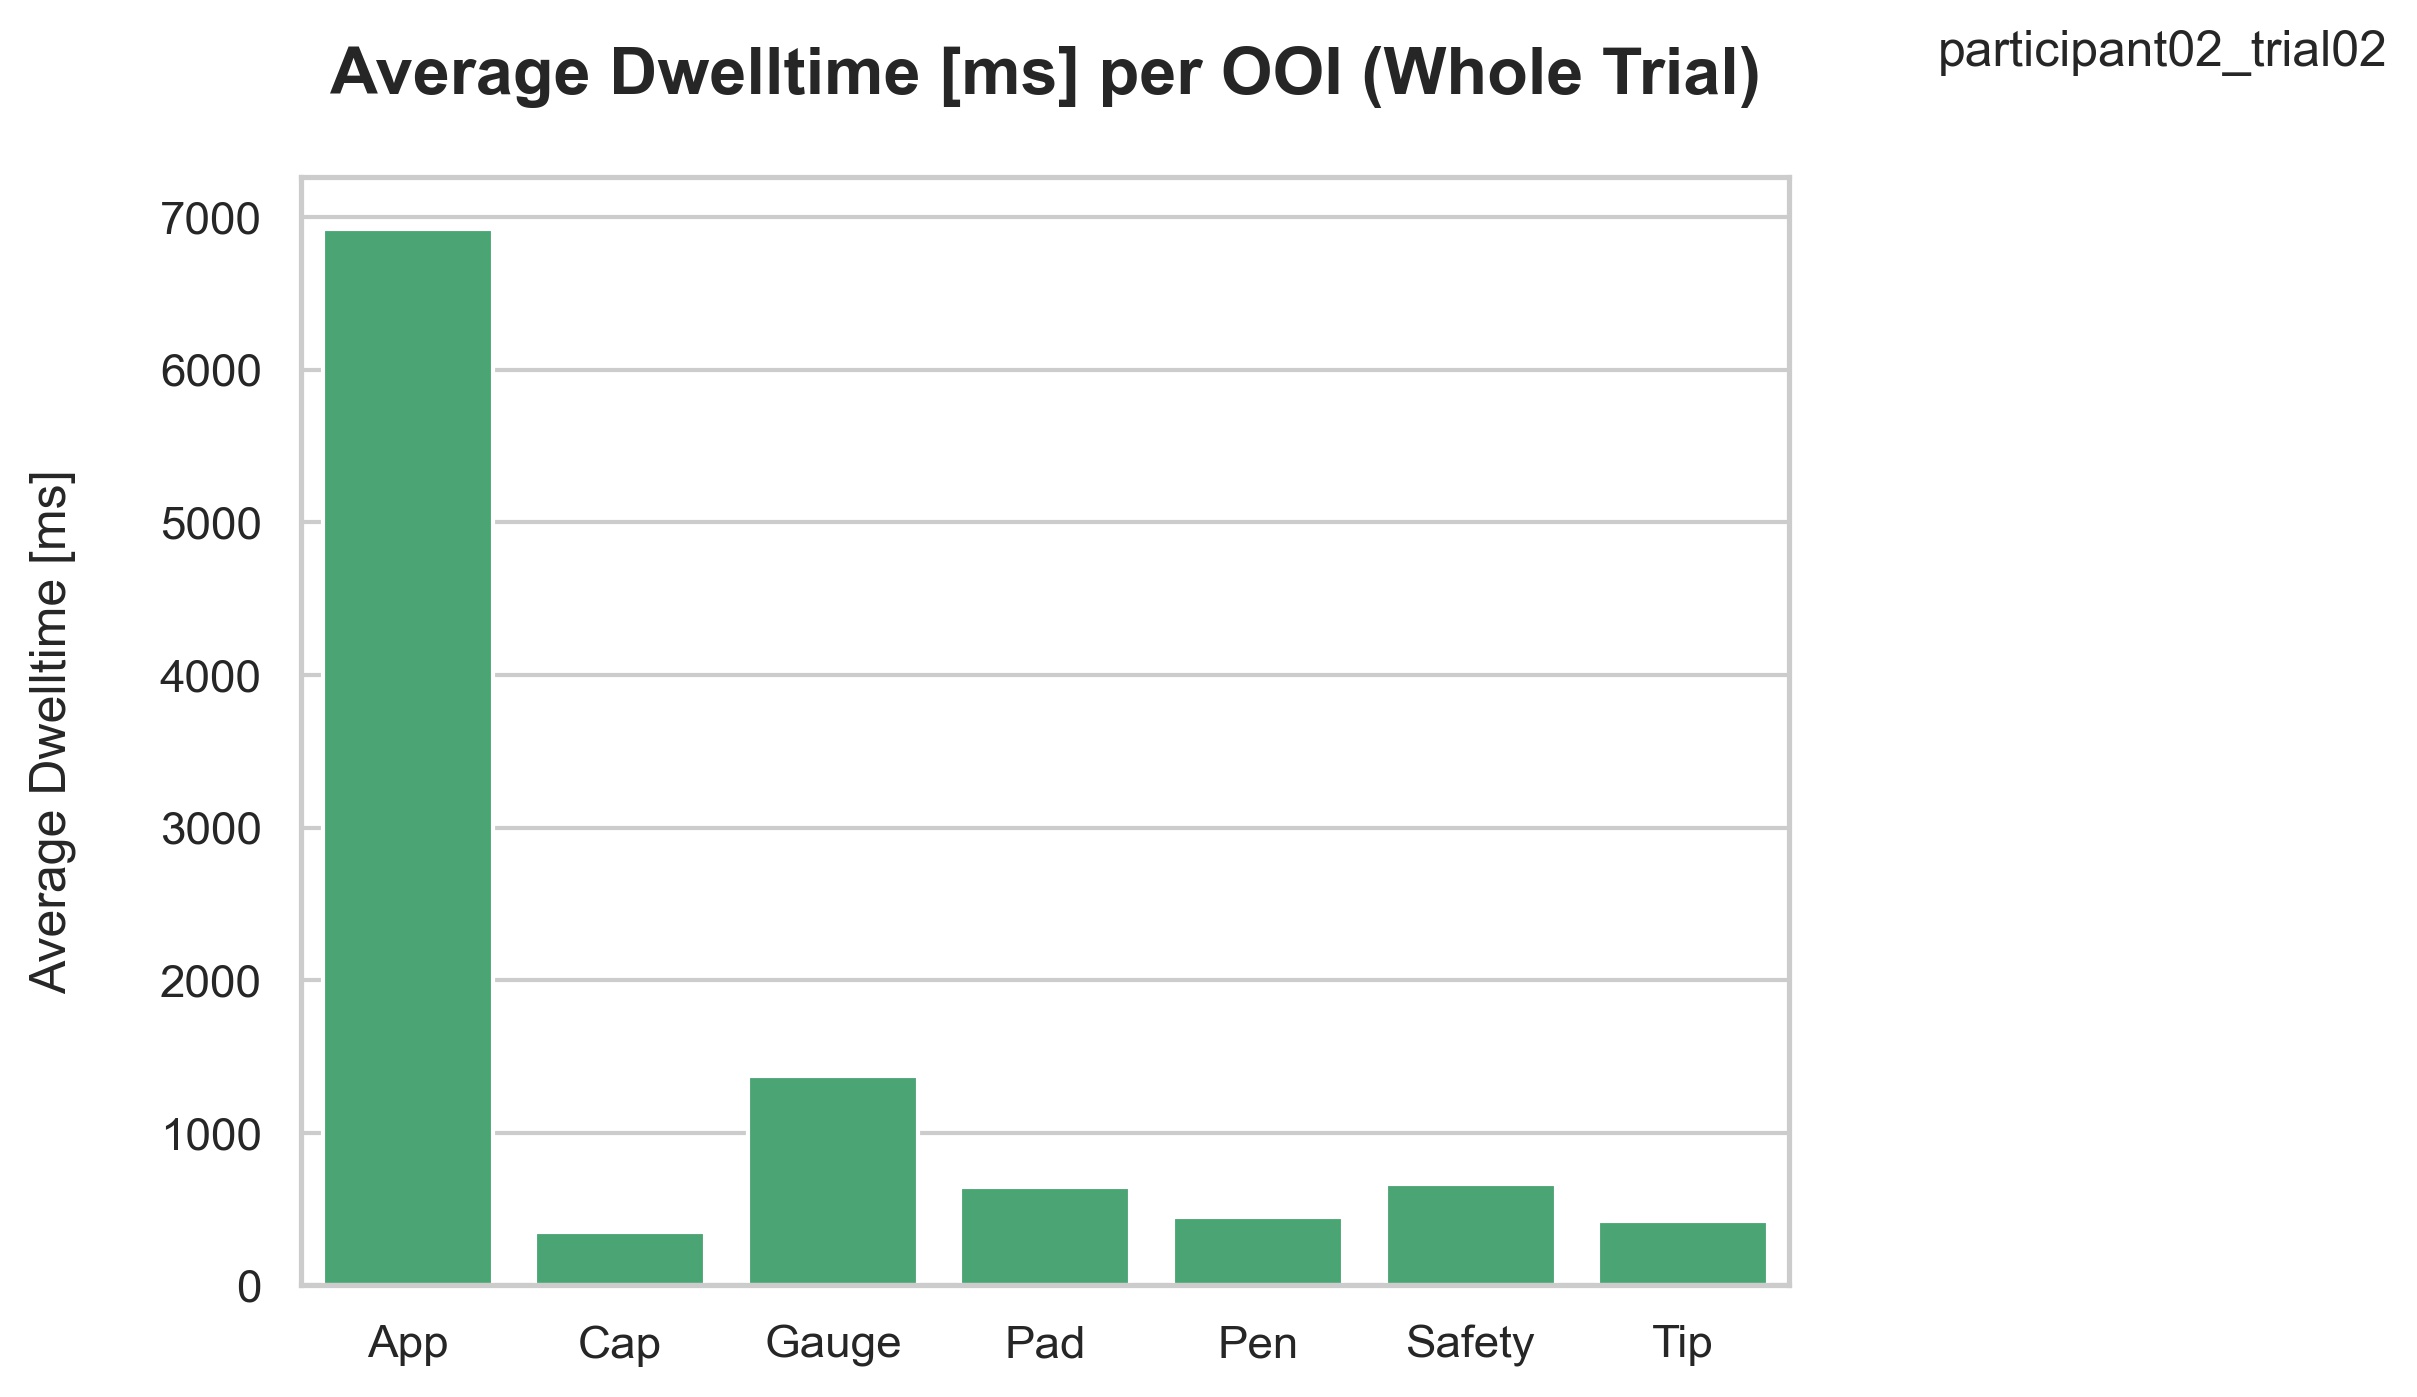 participant02_trial02
Average Dwelltime [ms] per OOI (Whole Trial)
Average Dwelltime [ms]
7000
6000
5000
4000
3000
2000
1000
0
App Cap Gauge Pad Pen Safety Tip